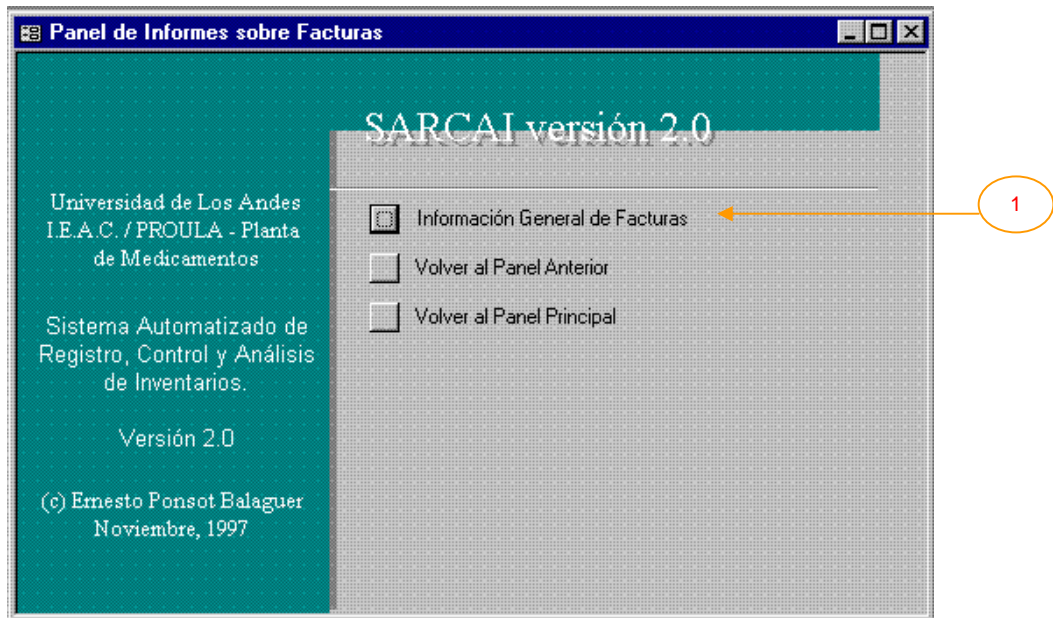 Panel de Informes sobre Facturas
SARCAI versión 2.0
Universidad de Los Andes
I.E.A.C. / PROULA - Planta
de Medicamentos
Sistema Automatizado de
Registro, Control y Análisis
de Inventarios.
Versión 2.0
(c) Ernesto Ponsot Balaguer
Noviembre, 1997
Información General de Facturas
1
Volver al Panel Anterior
Volver al Panel Principal